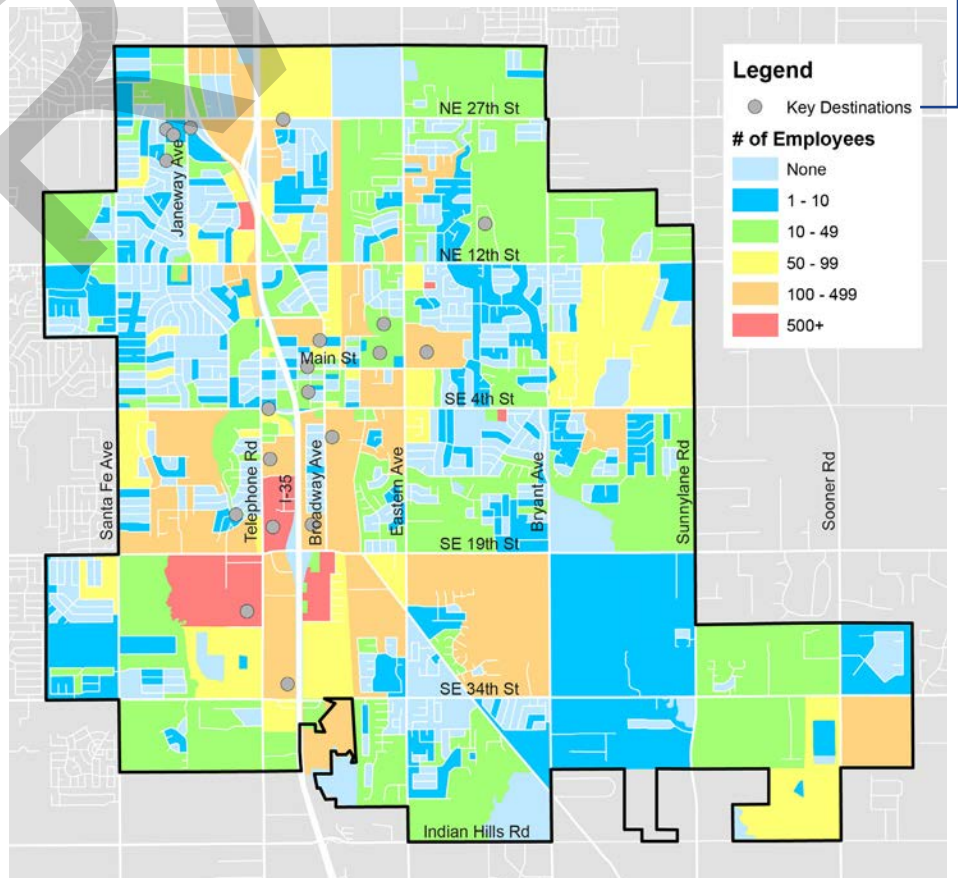 Legend
Key Destinations
# of Employees
None
1 - 10
10 - 49
50 - 99
100 - 499
500+
NE 27th St
Janeway Ave
NE 12th St
Main St
SE 4th St
Santa Fe Ave
Telephone Rd
I-35
Broadway Ave
Eastern Ave
Bryant Ave
Sunnylane Rd
Sooner Rd
SE 19th St
SE 34th St
Indian Hills Rd